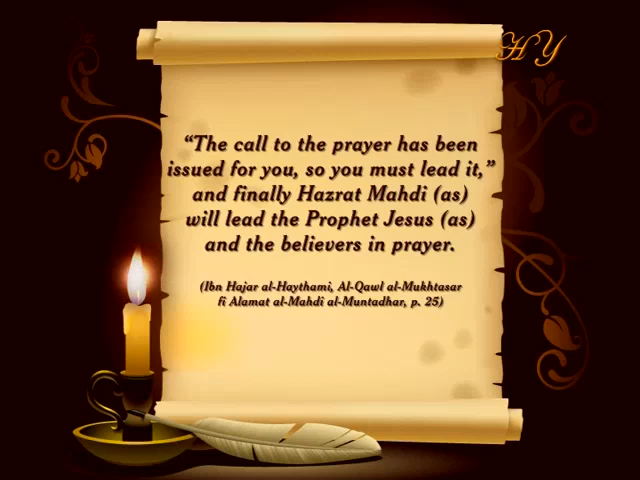 HY
“The call to the prayer has been
issued for you, so you must lead it,”
and finally Hazrat Mahdi (as)
will lead the Prophet Jesus (as)
and the believers in prayer.
(Ibn Hajar al-Haythami, Al-Qawl al-Mukhtasar
fi Alamat al-Mahdi al-Muntadhar, p. 25)